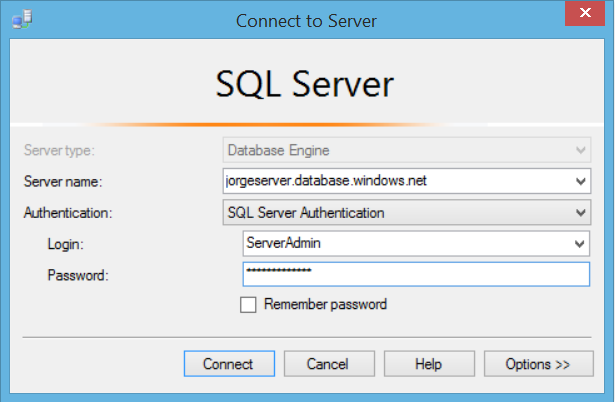 Connect to Server
SQL Server
Server type: Database Engine
Server name: jorgeserver.database.windows.net
Authentication: SQL Server Authentication
Login: ServerAdmin
Password: *************
Remember password
Connect Cancel Help Options >>